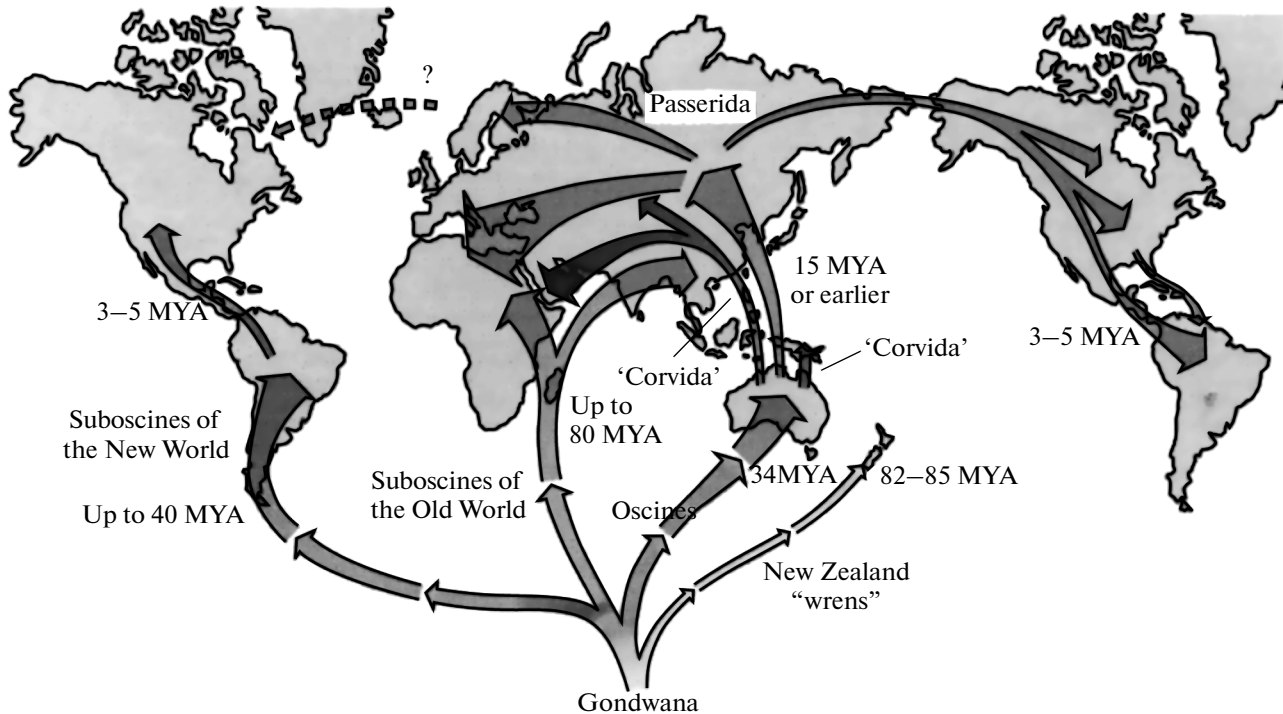 ?
Passerida
15 MYA
or earlier
3–5 MYA
3–5 MYA
'Corvida'
'Corvida'
Suboscines of
the New World
Up to
80 MYA
Suboscines of
the Old World
34MYA
82–85 MYA
Up to 40 MYA
Oscines
New Zealand
“wrens”
Gondwana